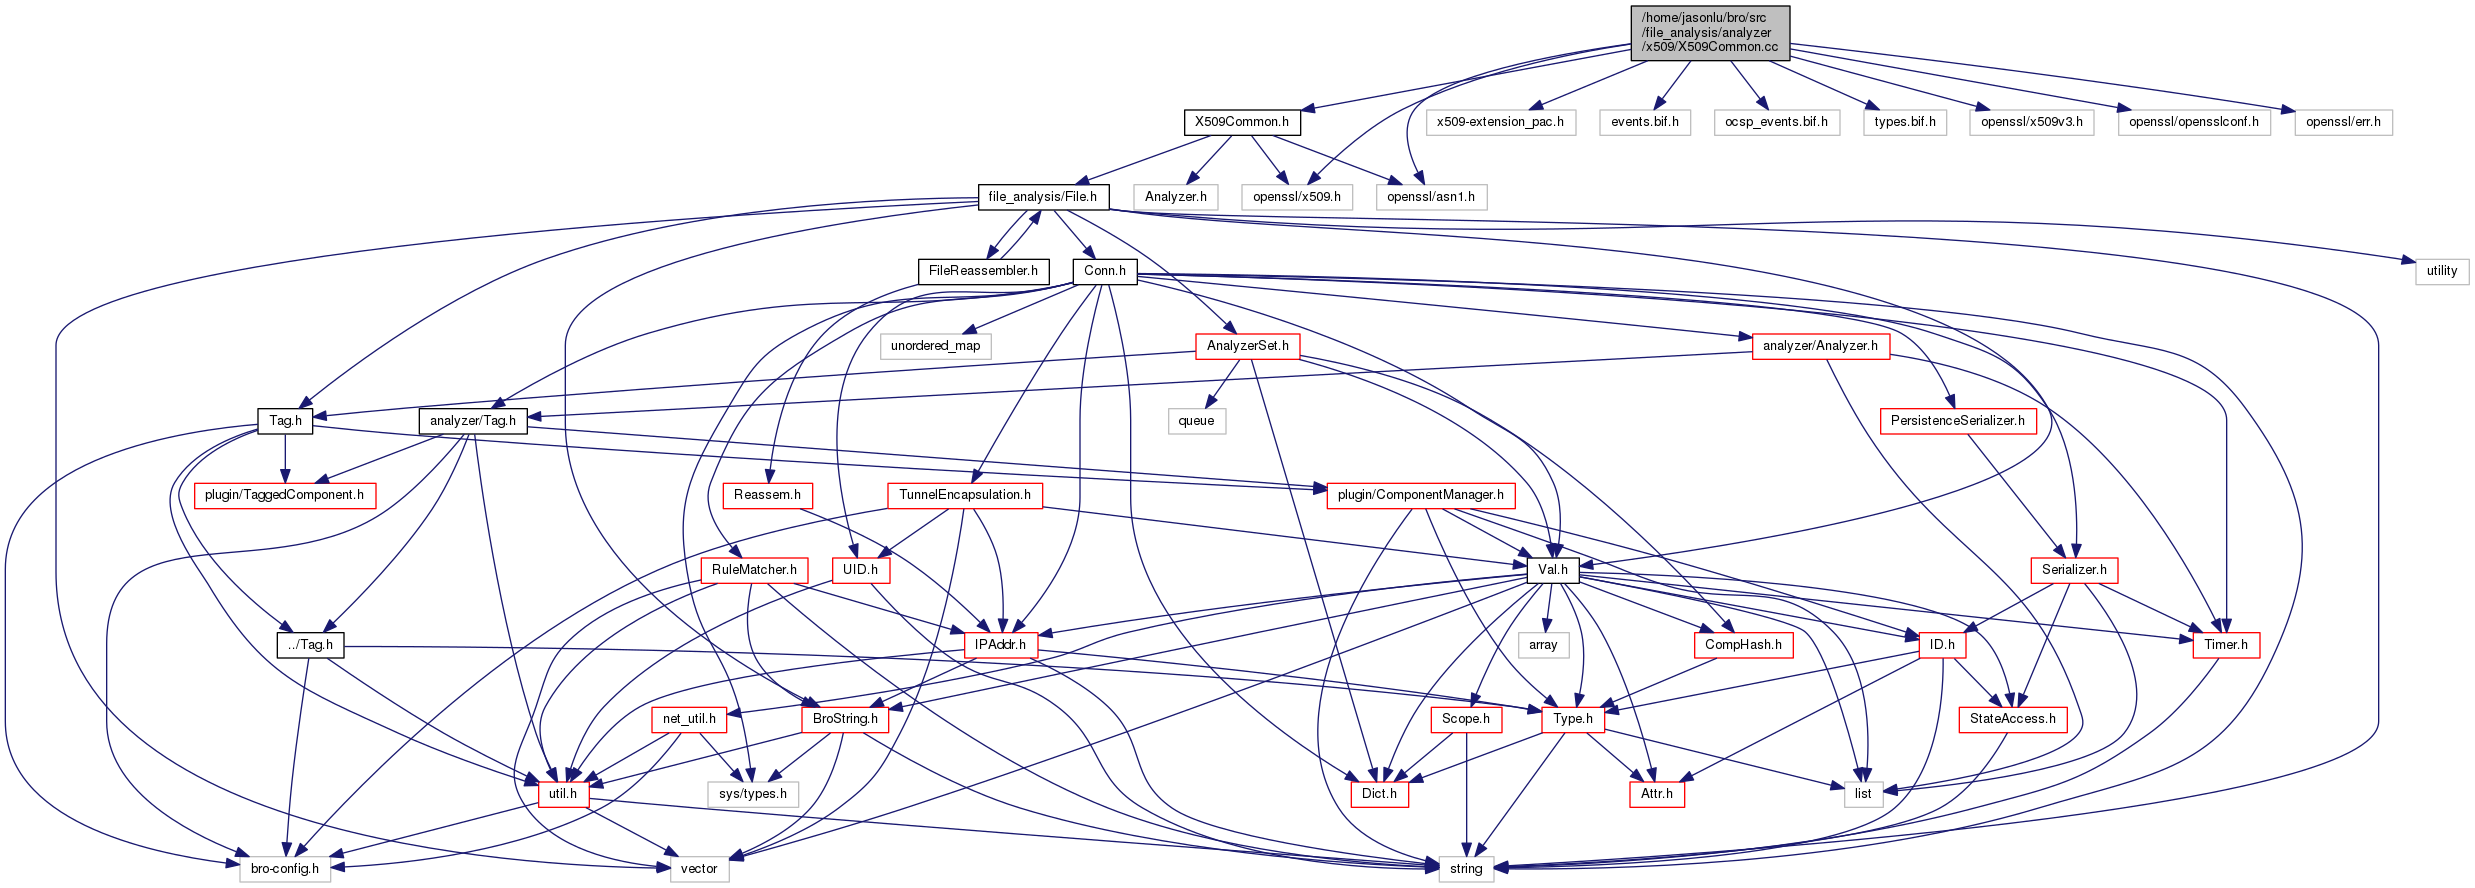 /home/jasonlu/bro/src
/file_analysis/analyzer
/x509/X509Common.cc
X509Common.h
x509-extension_pac.h
events.bif.h
ocsp_events.bif.h
types.bif.h
openssl/x509v3.h
openssl/opensslconf.h
openssl/err.h
file_analysis/File.h
Analyzer.h
openssl/x509.h
openssl/asn1.h
FileReassembler.h
Conn.h
utility
unordered_map
AnalyzerSet.h
analyzer/Analyzer.h
Tag.h
analyzer/Tag.h
queue
PersistenceSerializer.h
plugin/TaggedComponent.h
Reassem.h
TunnelEncapsulation.h
plugin/ComponentManager.h
RuleMatcher.h
UID.h
Val.h
Serializer.h
../Tag.h
IPAddr.h
array
CompHash.h
ID.h
Timer.h
net_util.h
BroString.h
Scope.h
Type.h
StateAccess.h
util.h
sys/types.h
Dict.h
Attr.h
list
bro-config.h
vector
string